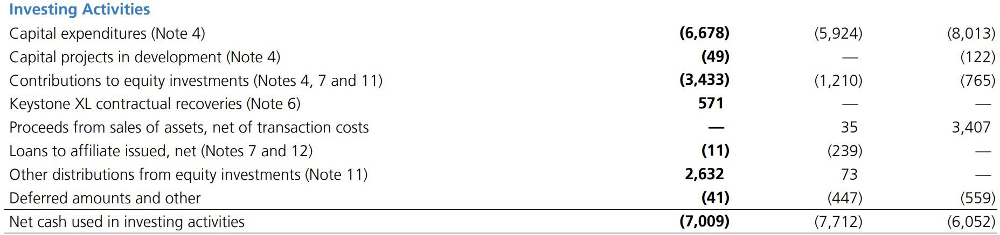 Investing Activities
Capital expenditures (Note 4) (6,678) (5,924) (8,013)
Capital projects in development (Note 4) (49) — (122)
Contributions to equity investments (Notes 4, 7 and 11) (3,433) (1,210) (765)
Keystone XL contractual recoveries (Note 6) 571 — —
Proceeds from sales of assets, net of transaction costs — 35 3,407
Loans to affiliate issued, net (Notes 7 and 12) (11) (239) —
Other distributions from equity investments (Note 11) 2,632 73 —
Deferred amounts and other (41) (447) (559)
Net cash used in investing activities (7,009) (7,712) (6,052)